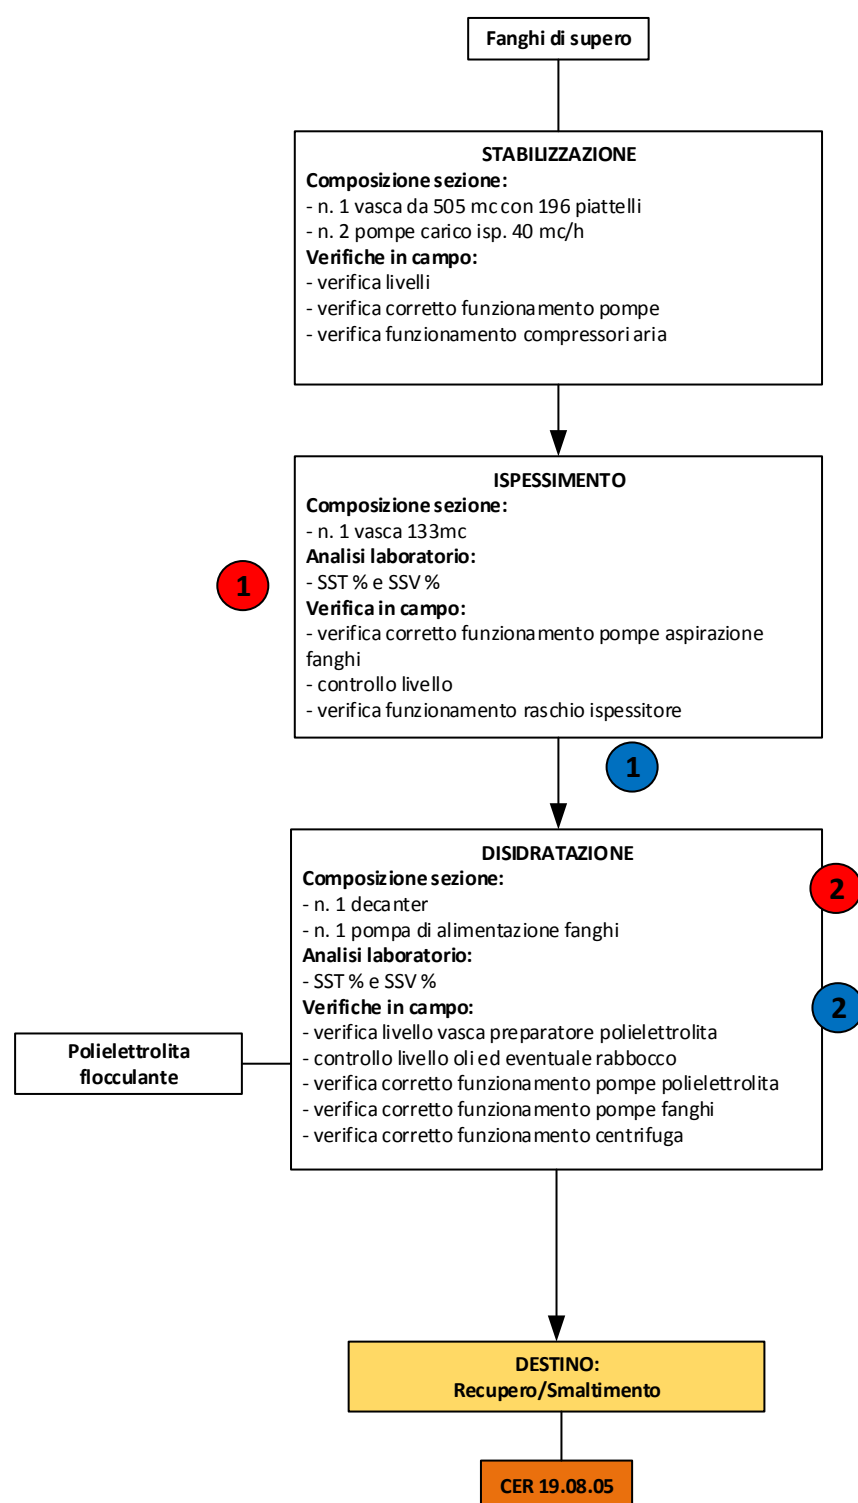 Fanghi di supero
STABILIZZAZIONE
Composizione sezione:
- n. 1 vasca da 505 mc con 196 piattelli
- n. 2 pompe carico isp. 40 mc/h
Verifiche in campo:
- verifica livelli
- verifica corretto funzionamento pompe
- verifica funzionamento compressori aria
ISPESSIMENTO
Composizione sezione:
- n. 1 vasca 133mc
Analisi laboratorio:
- SST % e SSV %
Verifica in campo:
- verifica corretto funzionamento pompe aspirazione
fanghi
- controllo livello
- verifica funzionamento raschio ispessitore
1
1
DISIDRATAZIONE
Composizione sezione:
- n. 1 decanter
- n. 1 pompa di alimentazione fanghi
Analisi laboratorio:
- SST % e SSV %
Verifiche in campo:
- verifica livello vasca preparatore polielettrolita
- controllo livello oli ed eventuale rabbocco
- verifica corretto funzionamento pompe polielettrolita
- verifica corretto funzionamento pompe fanghi
- verifica corretto funzionamento centrifuga
2
2
Polielettrolita
flocculante
DESTINO:
Recupero/Smaltimento
CER 19.08.05